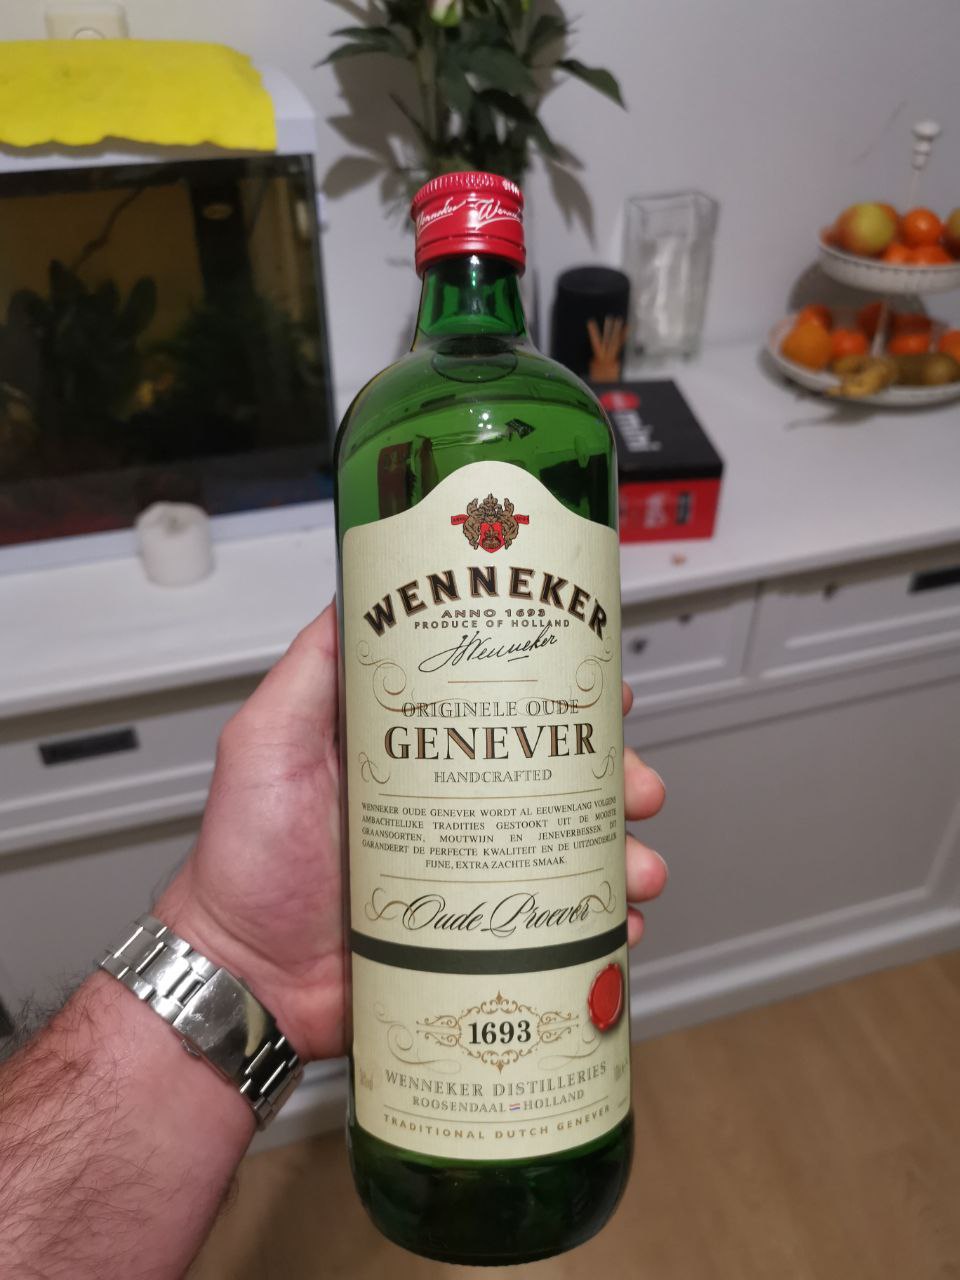 Wenneker
mini
WENNEKER
ANNO 1693
PRODUCE OF HOLLAND
JWenneker
ORIGINELE OUDE
GENEVER
HANDCRAFTED
WENNEKER OUDE GENEVER WORDT AL EEUWENLANG VOLGENS
AMBACHTELIJKE TRADITIES GESTOOKT UIT DE MOOISTE
GRAANSOORTEN, MOUTWIJN EN JENEVERBESSEN. DIT
GARANDEERT DE PERFECTE KWALITEIT EN DE UITZONDERLIJK
FIJNE, EXTRA ZACHTE SMAAK.
Oude Proever
1693
WENNEKER DISTILLERIES
ROOSENDAAL HOLLAND
TRADITIONAL DUTCH GENEVER